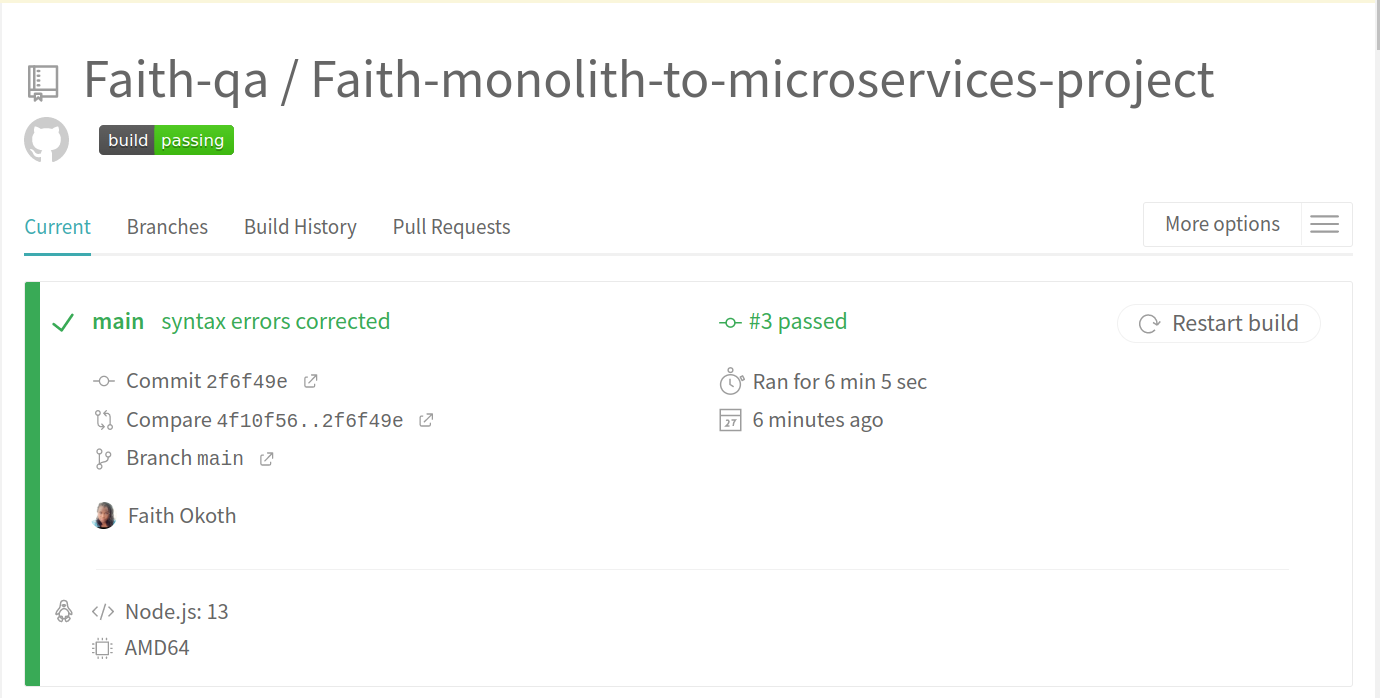 Faith-qa / Faith-monolith-to-microservices-project
build passing
Current Branches Build History Pull Requests More options
main syntax errors corrected #3 passed Restart build
Commit 2f6f49e Ran for 6 min 5 sec
Compare 4f10f56..2f6f49e 27 6 minutes ago
Branch main
Faith Okoth
</> Node.js: 13
AMD64